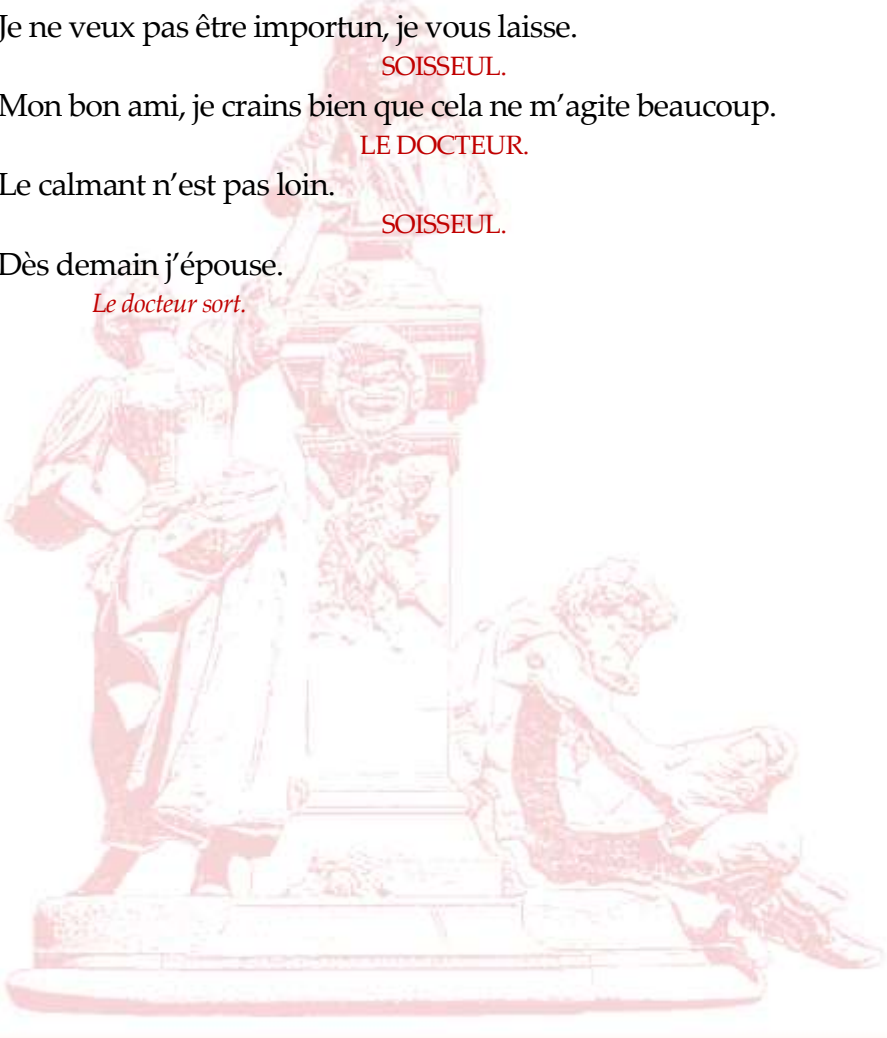 Je ne veux pas être importun, je vous laisse.
SOISSEUL.
Mon bon ami, je crains bien que cela ne m’agite beaucoup.
LE DOCTEUR.
Le calmant n’est pas loin.
SOISSEUL.
Dès demain j’épouse.
Le docteur sort.